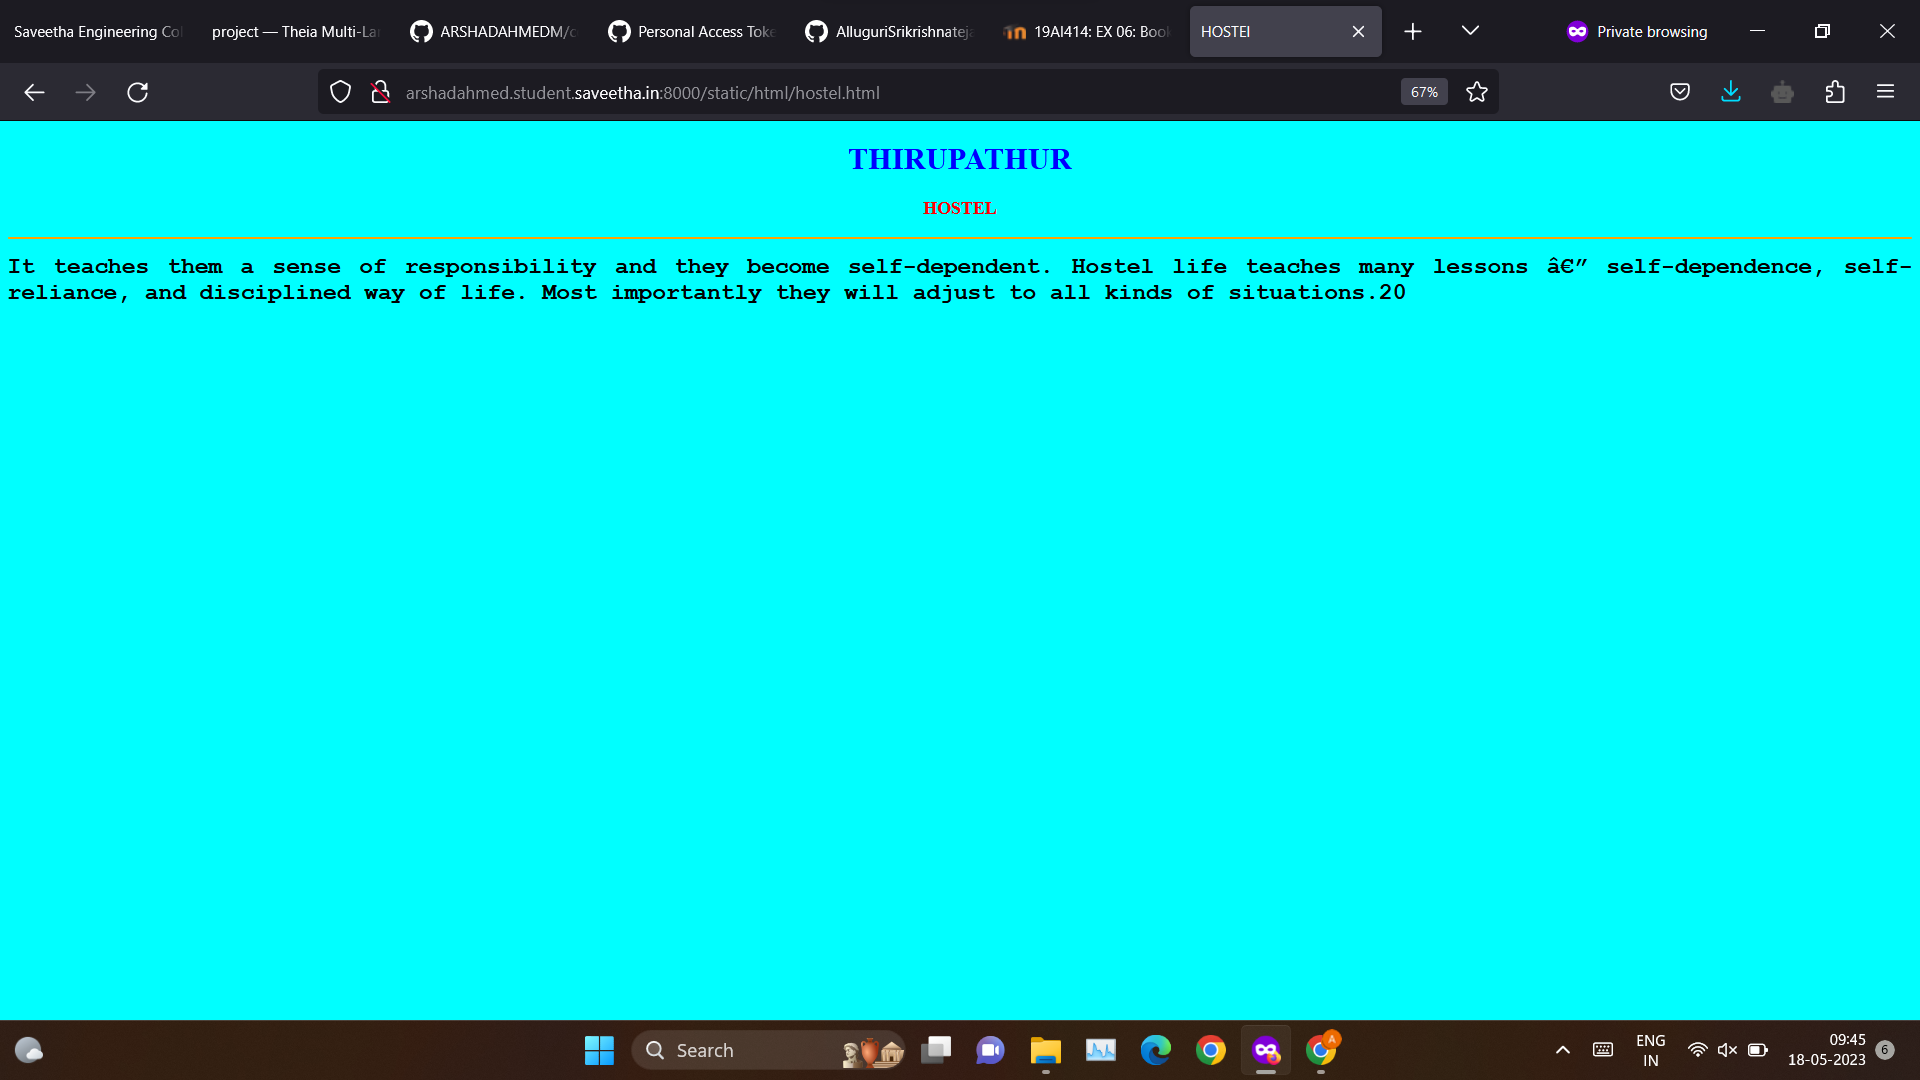 Saveetha Engineering Co
project — Theia Multi-La
ARSHADAHMEDM/c
Personal Access Toke
AlluguriSrikrishnateja
19AI414: EX 06: Book
HOSTEl
Private browsing
arshadahmed.student.saveetha.in:8000/static/html/hostel.html
67%
THIRUPATHUR
HOSTEL
It teaches them a sense of responsibility and they become self-dependent. Hostel life teaches many lessons â€” self-dependence, self-
reliance, and disciplined way of life. Most importantly they will adjust to all kinds of situations.20
Search
A
ENG
IN
09:45
18-05-2023
6